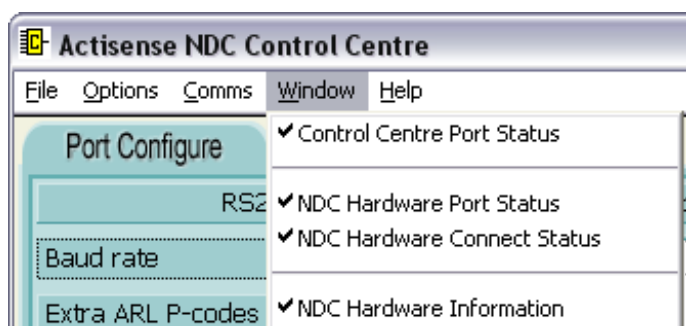 Actisense NDC Control Centre
File Options Comms Window Help
Port Configure
Control Centre Port Status
RS2
NDC Hardware Port Status
NDC Hardware Connect Status
Baud rate
Extra ARL P-codes
NDC Hardware Information